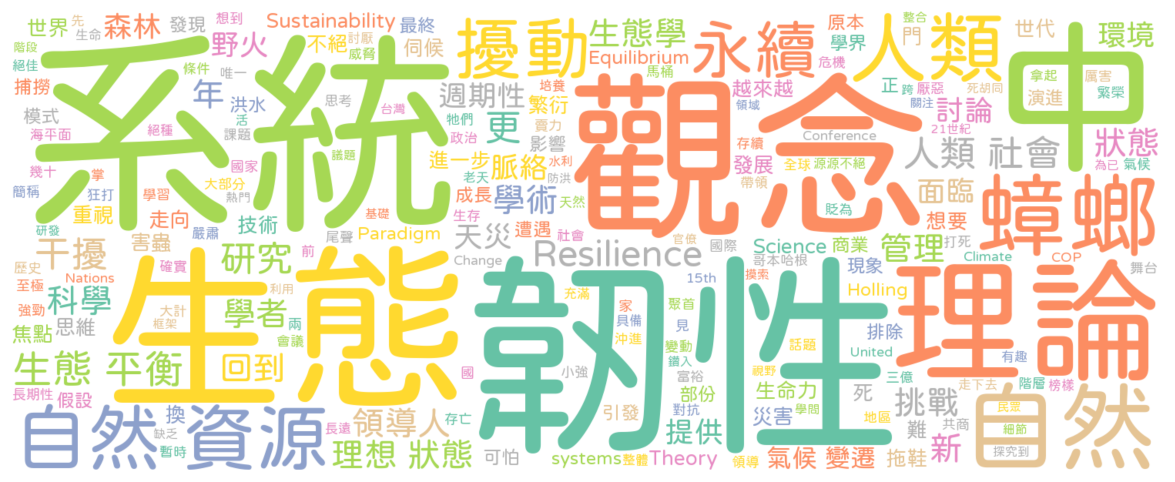 系統
觀念
中
生態
韌性
理論
人類
蟑螂
自然
自然資源
擾動
永續
野火
森林
世界
發現
想到
先
階段
生命
絕佳
條件
唯一
捕撈
模式
年
洪水
活
海平面
絕種
課題
Sustainability
最終
不絕
討厭
威脅
伺候
思考
台灣
週期性
議題
生態學
原本
整合
學界
門
世代
環境
Equilibrium
馬桶
危機
跨
正
厭惡
拿起
厲害
死胡同
演進
繁榮
越來越
培養
領域
繁衍
更
牠們
政治
賣力
影響
關注
討論
21世紀
Conference
存續
全球
源源不絕
發展
帶領
狀態
為己
氣候
人類 社會
面臨
想要
進一步
脈絡
水利
防洪
老天
成長
學術
天然
貶為
幾十
掌
國家
大部分
簡稱
狂打
學習
熱門
重視
走向
技術
基礎
生存
遭遇
社會
研發
嚴肅
尾聲
Paradigm
天災
官僚
國際
Science
商業
管理
打死
干擾
害蟲
研究
前
Change
Resilience
哥本哈根
現象
Climate
COP
舞台
歷史
至極
Nations
確實
利用
15th
摸索
Holling
強勁
科學
大計
框架
學者
兩
會議
充滿
家
聚首
具備
見
沖進
變動
鑽入
話題
排除
United
有趣
焦點
思維
生態 平衡
回到
國
小強
富裕
部份
視野
生命力
三億
走下去
階層
榜樣
長期性
假設
換
缺乏
暫時
領導人
存亡
長遠
引發
對抗
提供
學問
災害
死
地區
挑戰
難
共商
民眾
細節
探究到
理想 狀態
可怕
systems
整體
Theory
領導
氣候 變遷
拖鞋
新